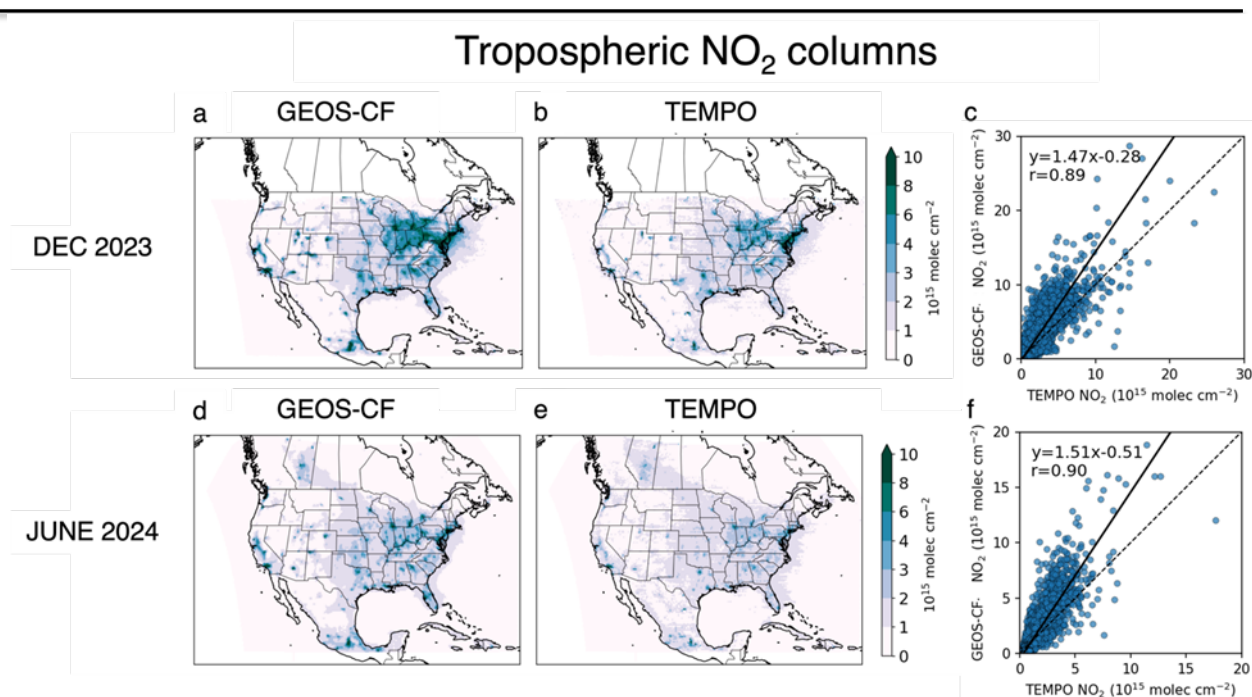 Tropospheric NO₂ columns
a GEOS-CF
b TEMPO
c
DEC 2023
10
8
6
4
3
2
1
0
10¹⁵ molec cm⁻²
30
20
10
0
GEOS-CF· NO₂ (10¹⁵ molec cm⁻²)
y=1.47x-0.28
r=0.89
0 10 20 30
TEMPO NO₂ (10¹⁵ molec cm⁻²)
d GEOS-CF
e TEMPO
f
JUNE 2024
10
8
6
4
3
2
1
0
10¹⁵ molec cm⁻²
20
15
10
5
0
GEOS-CF· NO₂ (10¹⁵ molec cm⁻²)
y=1.51x-0.51
r=0.90
0 5 10 15 20
TEMPO NO₂ (10¹⁵ molec cm⁻²)